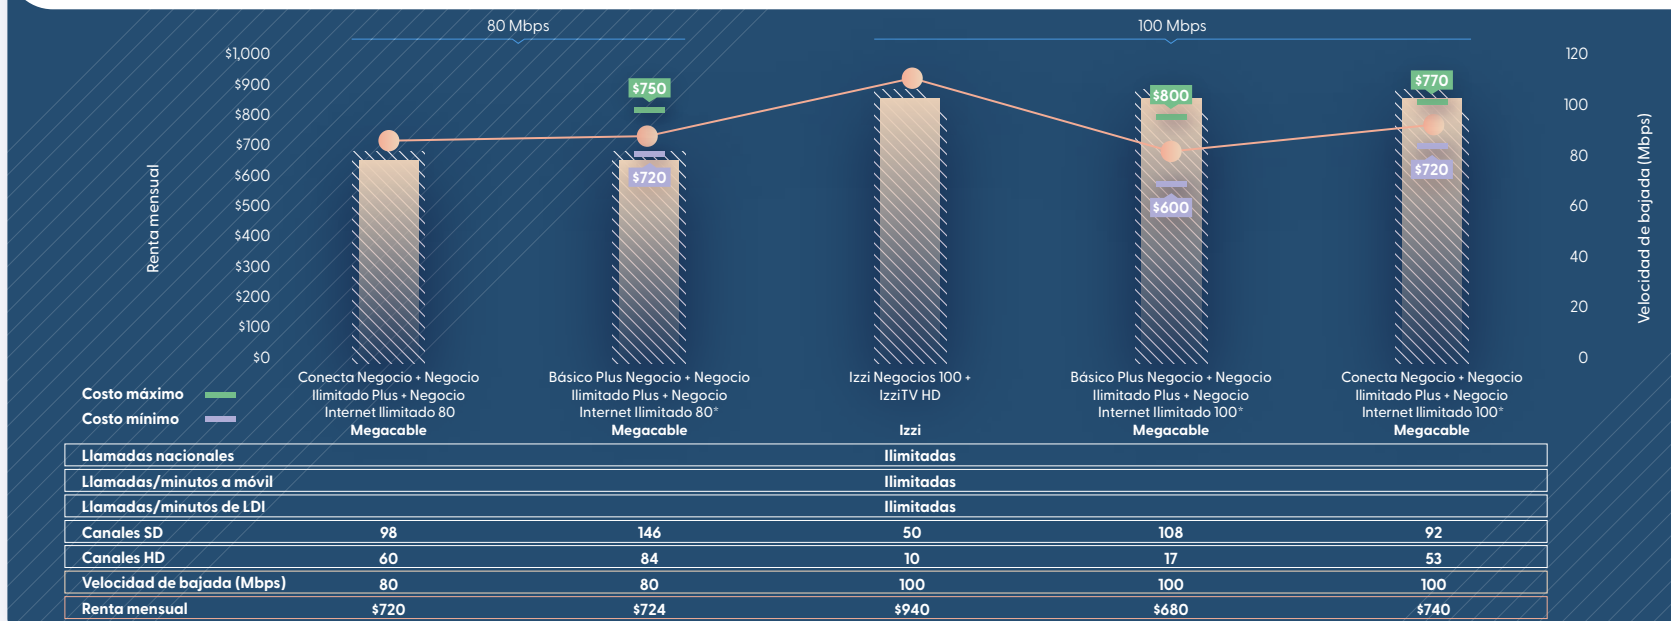 80 Mbps
100 Mbps
$1,000
$900
$800
$700
$600
$500
$400
$300
$200
$100
$0
Renta mensual
120
100
80
60
40
20
0
Velocidad de bajada (Mbps)
$750
$720
$800
$600
$770
$720
Costo máximo
Costo mínimo
Conecta Negocio + Negocio
Ilimitado Plus + Negocio
Internet Ilimitado 80
Megacable
Básico Plus Negocio + Negocio
Ilimitado Plus + Negocio
Internet Ilimitado 80*
Megacable
Izzi Negocios 100 +
IzziTV HD
Izzi
Básico Plus Negocio + Negocio
Ilimitado Plus + Negocio
Internet Ilimitado 100*
Megacable
Conecta Negocio + Negocio
Ilimitado Plus + Negocio
Internet Ilimitado 100*
Megacable
Llamadas nacionales Ilimitadas
Llamadas/minutos a móvil Ilimitadas
Llamadas/minutos de LDI Ilimitadas
Canales SD 98 146 50 108 92
Canales HD 60 84 10 17 53
Velocidad de bajada (Mbps) 80 80 100 100 100
Renta mensual $720 $724 $940 $680 $740